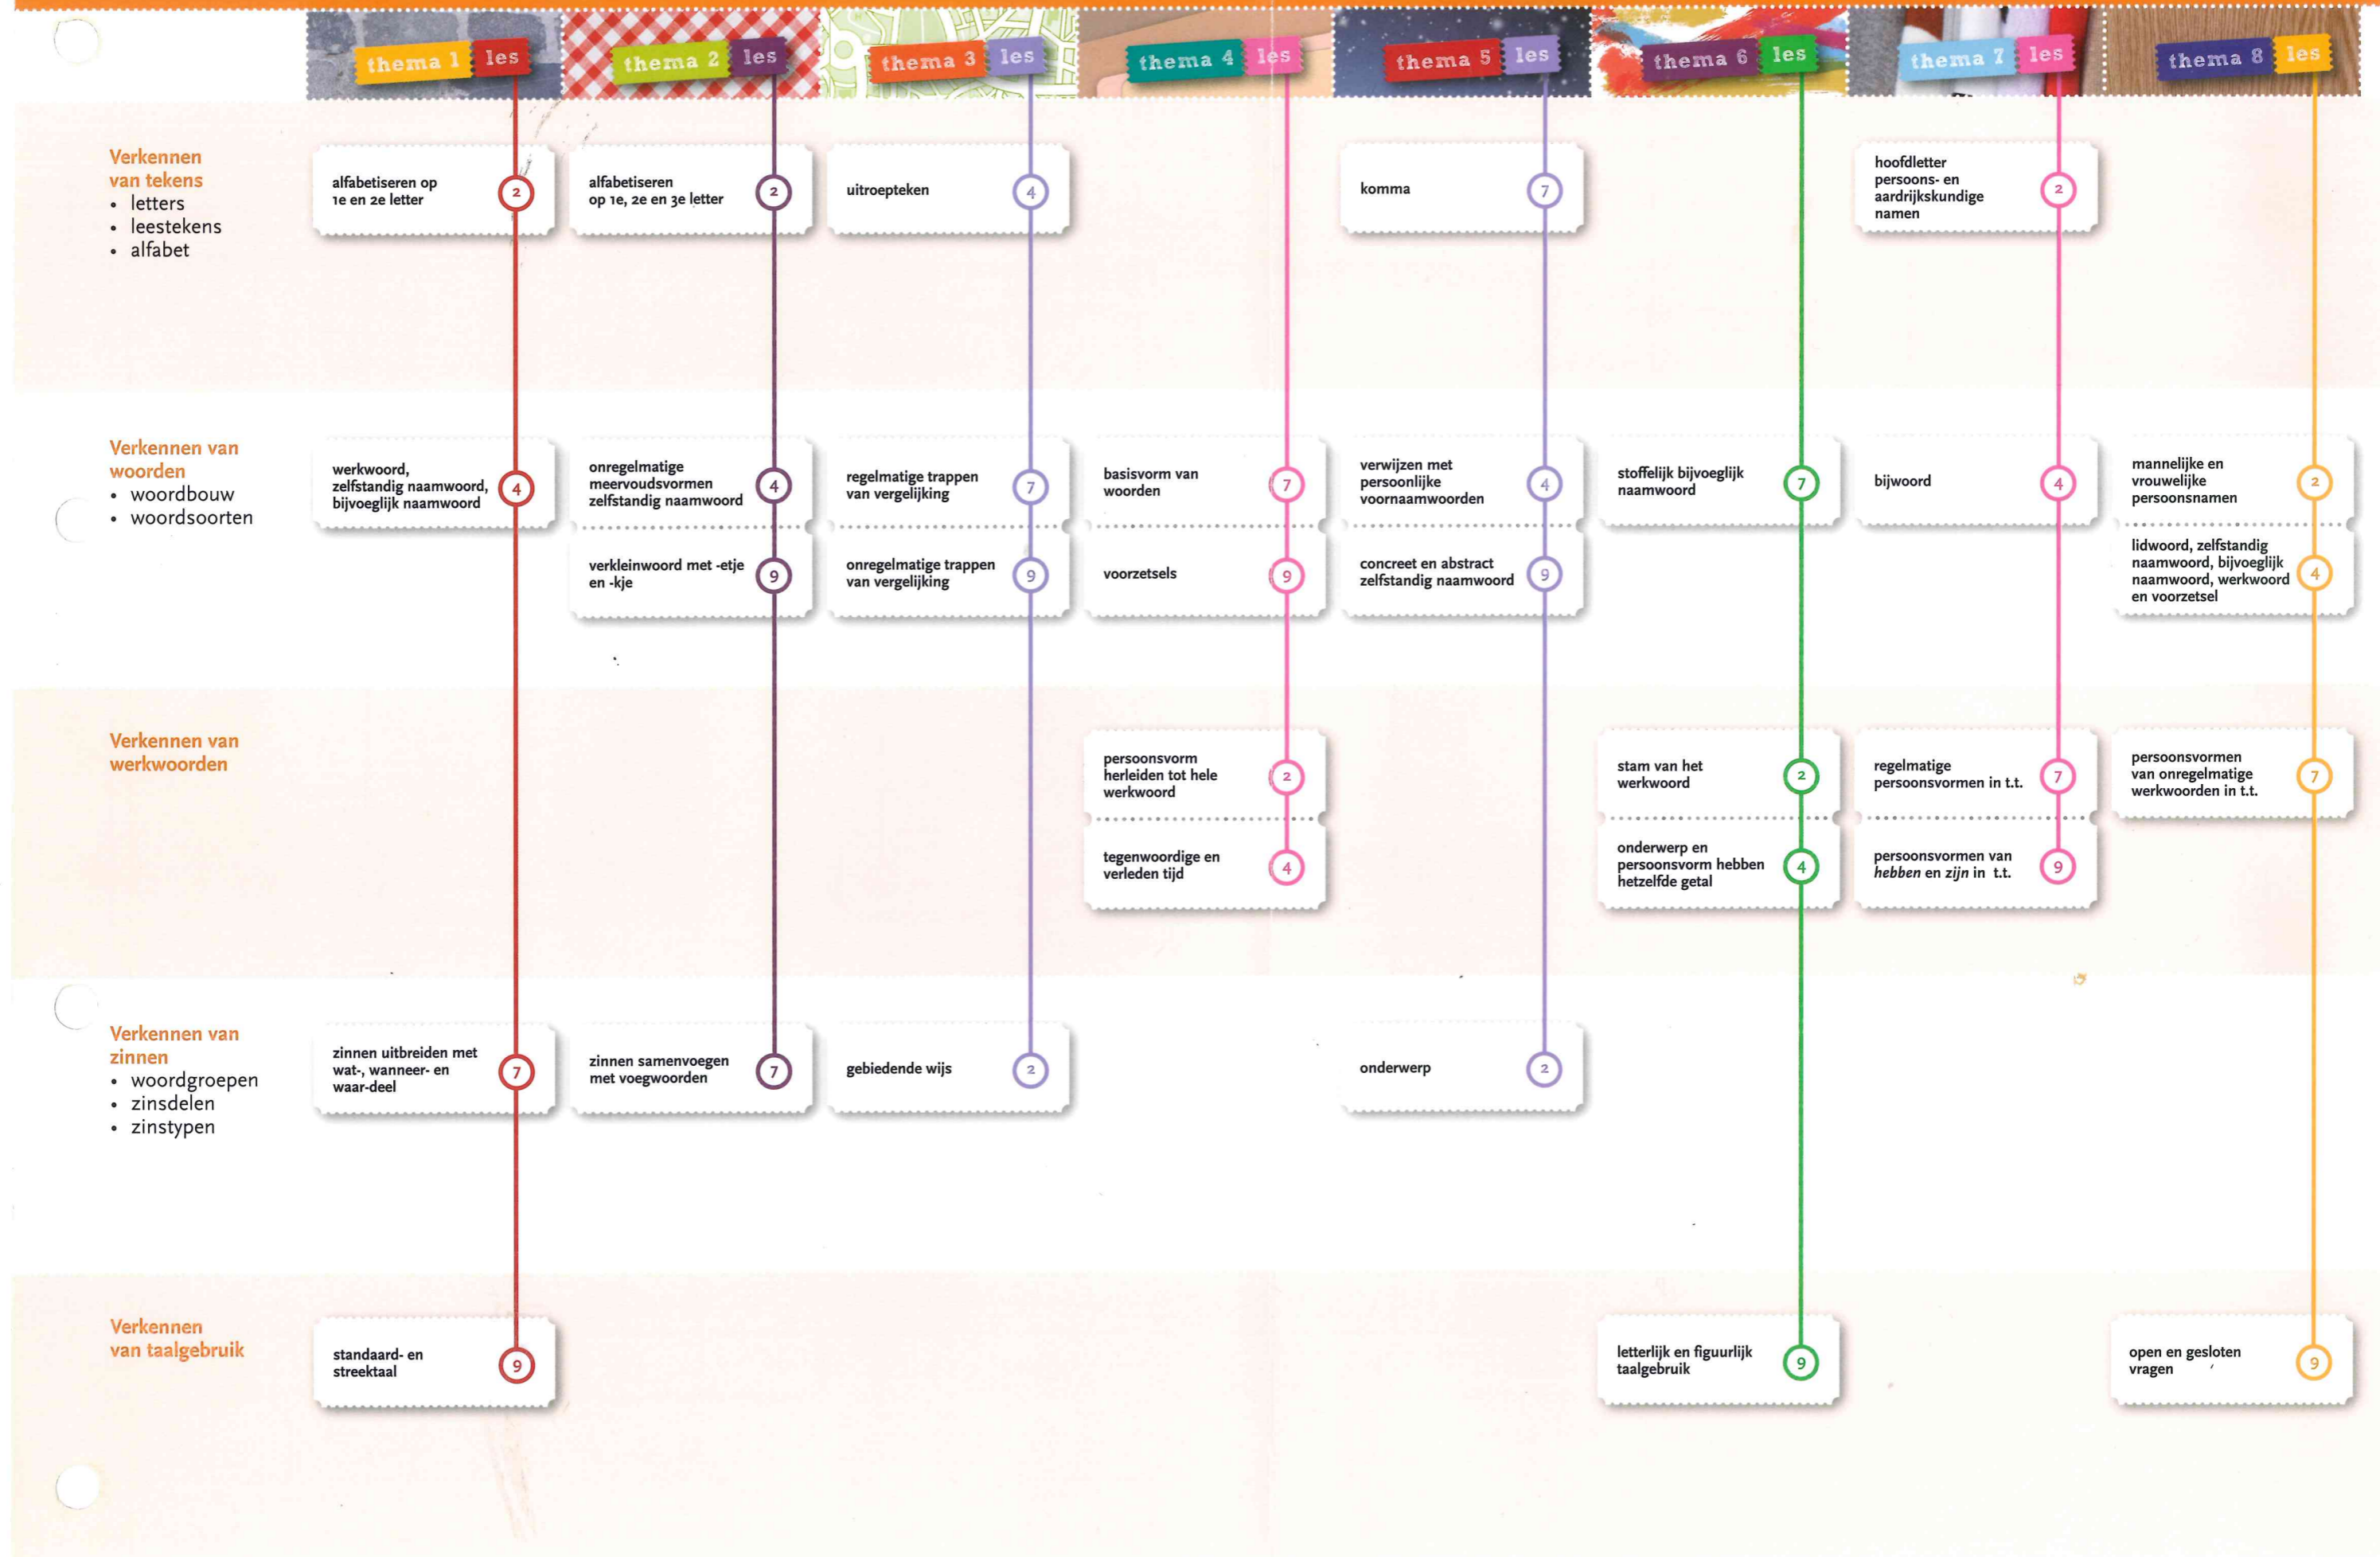 thema 1 les
thema 2 les
thema 3 les
thema 4 les
thema 5 les
thema 6 les
thema 7 les
thema 8 les
Verkennen
van tekens
• letters
• leestekens
• alfabet
alfabetiseren op
1e en 2e letter
2
alfabetiseren
op 1e, 2e en 3e letter
2
uitroepteken
4
komma
7
hoofdletter
persoons- en
aardrijkskundige
namen
2
Verkennen van
woorden
• woordbouw
• woordsoorten
werkwoord,
zelfstandig naamwoord,
bijvoeglijk naamwoord
4
onregelmatige
meervoudsvormen
zelfstandig naamwoord
4
verkleinwoord met -etje
en -kje
9
regelmatige trappen
van vergelijking
7
onregelmatige trappen
van vergelijking
9
basisvorm van
woorden
7
voorzetsels
9
verwijzen met
persoonlijke
voornaamwoorden
4
concreet en abstract
zelfstandig naamwoord
9
stoffelijk bijvoeglijk
naamwoord
7
bijwoord
4
mannelijke en
vrouwelijke
persoonsnamen
2
lidwoord, zelfstandig
naamwoord, bijvoeglijk
naamwoord, werkwoord
en voorzetsel
4
Verkennen van
werkwoorden
persoonsvorm
herleiden tot hele
werkwoord
2
tegenwoordige en
verleden tijd
4
stam van het
werkwoord
2
onderwerp en
persoonsvorm hebben
hetzelfde getal
4
regelmatige
persoonsvormen in t.t.
7
persoonsvormen van
hebben en zijn in t.t.
9
persoonsvormen
van onregelmatige
werkwoorden in t.t.
7
Verkennen van
zinnen
• woordgroepen
• zinsdelen
• zinstypen
zinnen uitbreiden met
wat-, wanneer- en
waar-deel
7
zinnen samenvoegen
met voegwoorden
7
gebiedende wijs
2
onderwerp
2
Verkennen
van taalgebruik
standaard- en
streektaal
9
letterlijk en figuurlijk
taalgebruik
9
open en gesloten
vragen
9